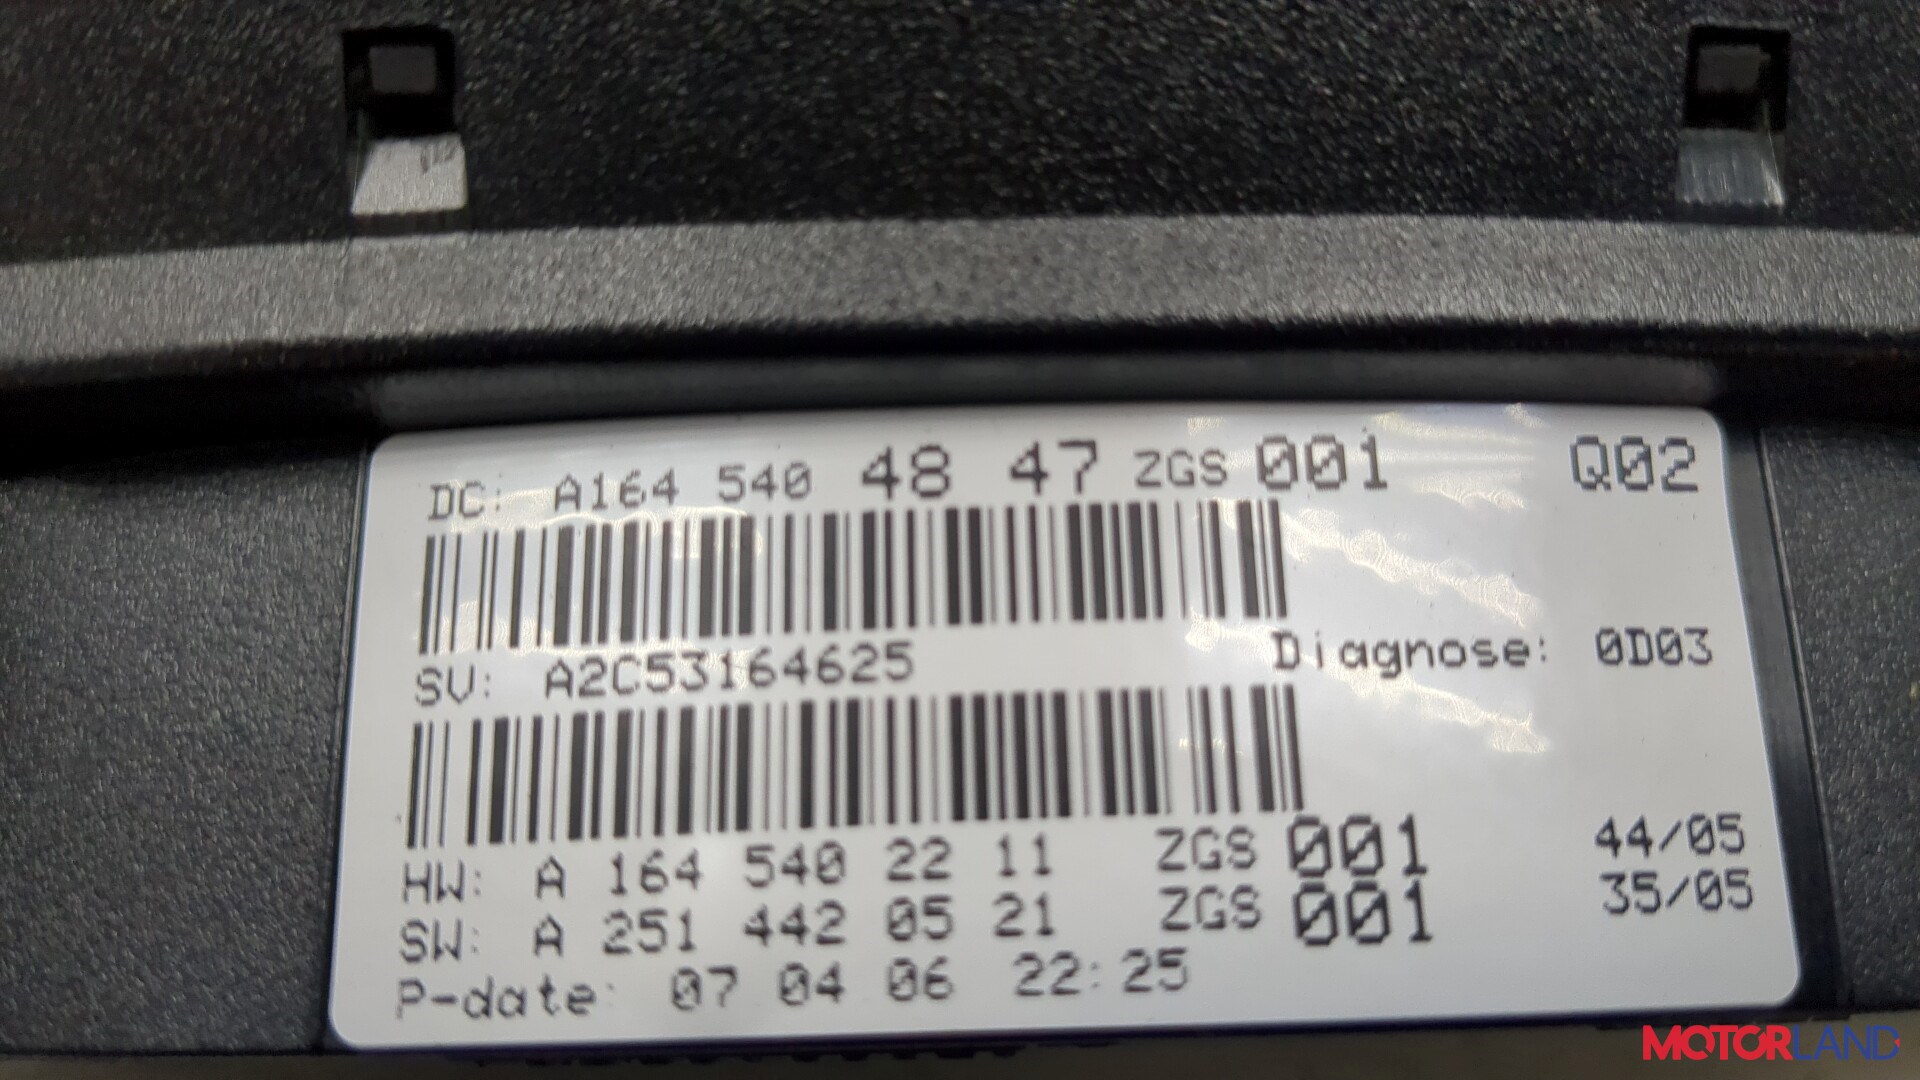 DC: A164 540 48 47 ZGS 001 Q02
SV: A2C53164625 Diagnose: 0D03
HW: A 164 540 22 11 ZGS 001 44/05
SW: A 251 442 05 21 ZGS 001 35/05
P-date: 07 04 06 22:25
MOTORLAND